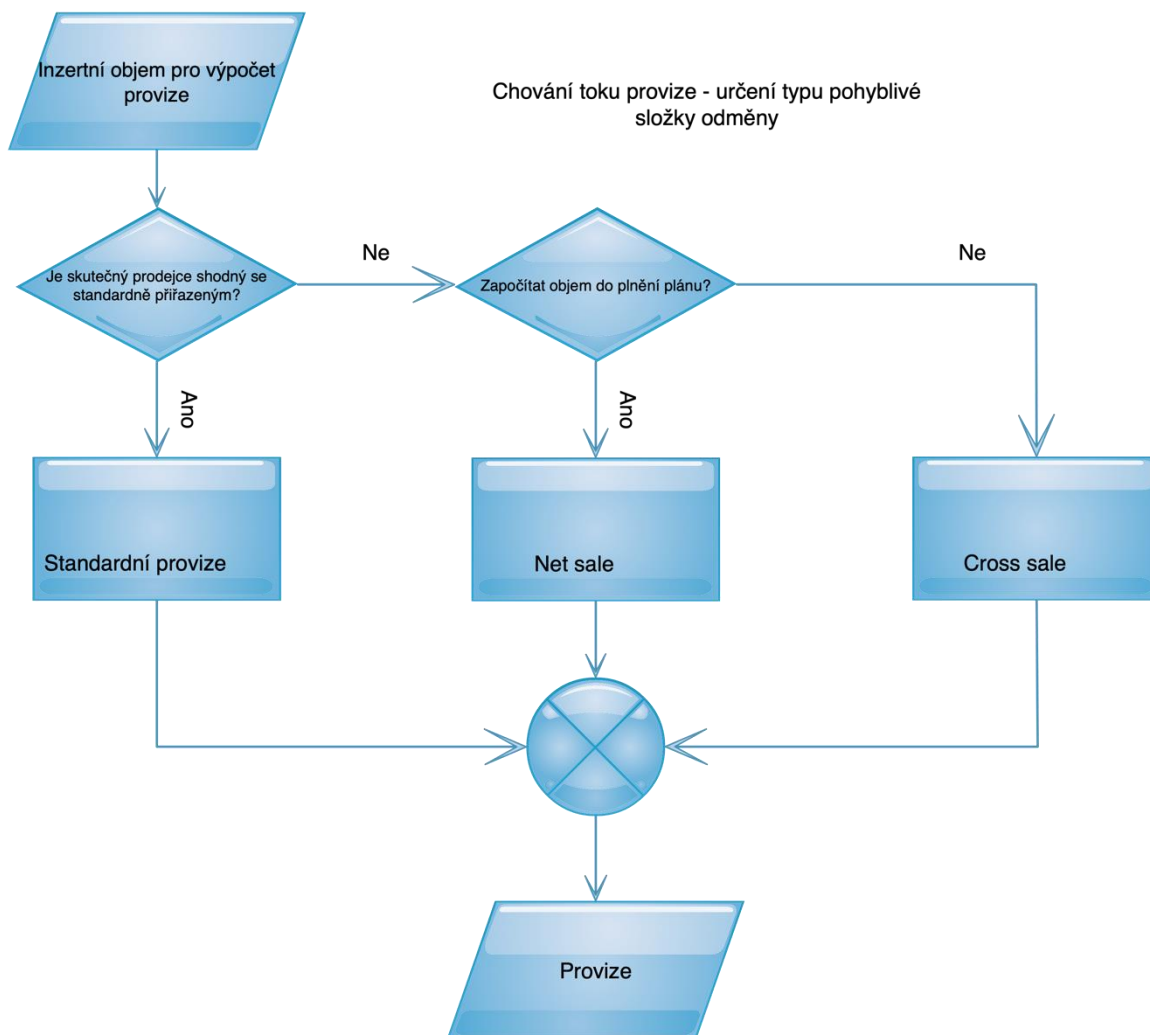 Inzertní objem pro výpočet
provize
Chování toku provize - určení typu pohyblivé
složky odměny
Je skutečný prodejce shodný se
standardně přiřazeným?
Ne
Započítat objem do plnění plánu?
Ne
Ano
Ano
Standardní provize
Net sale
Cross sale
Provize